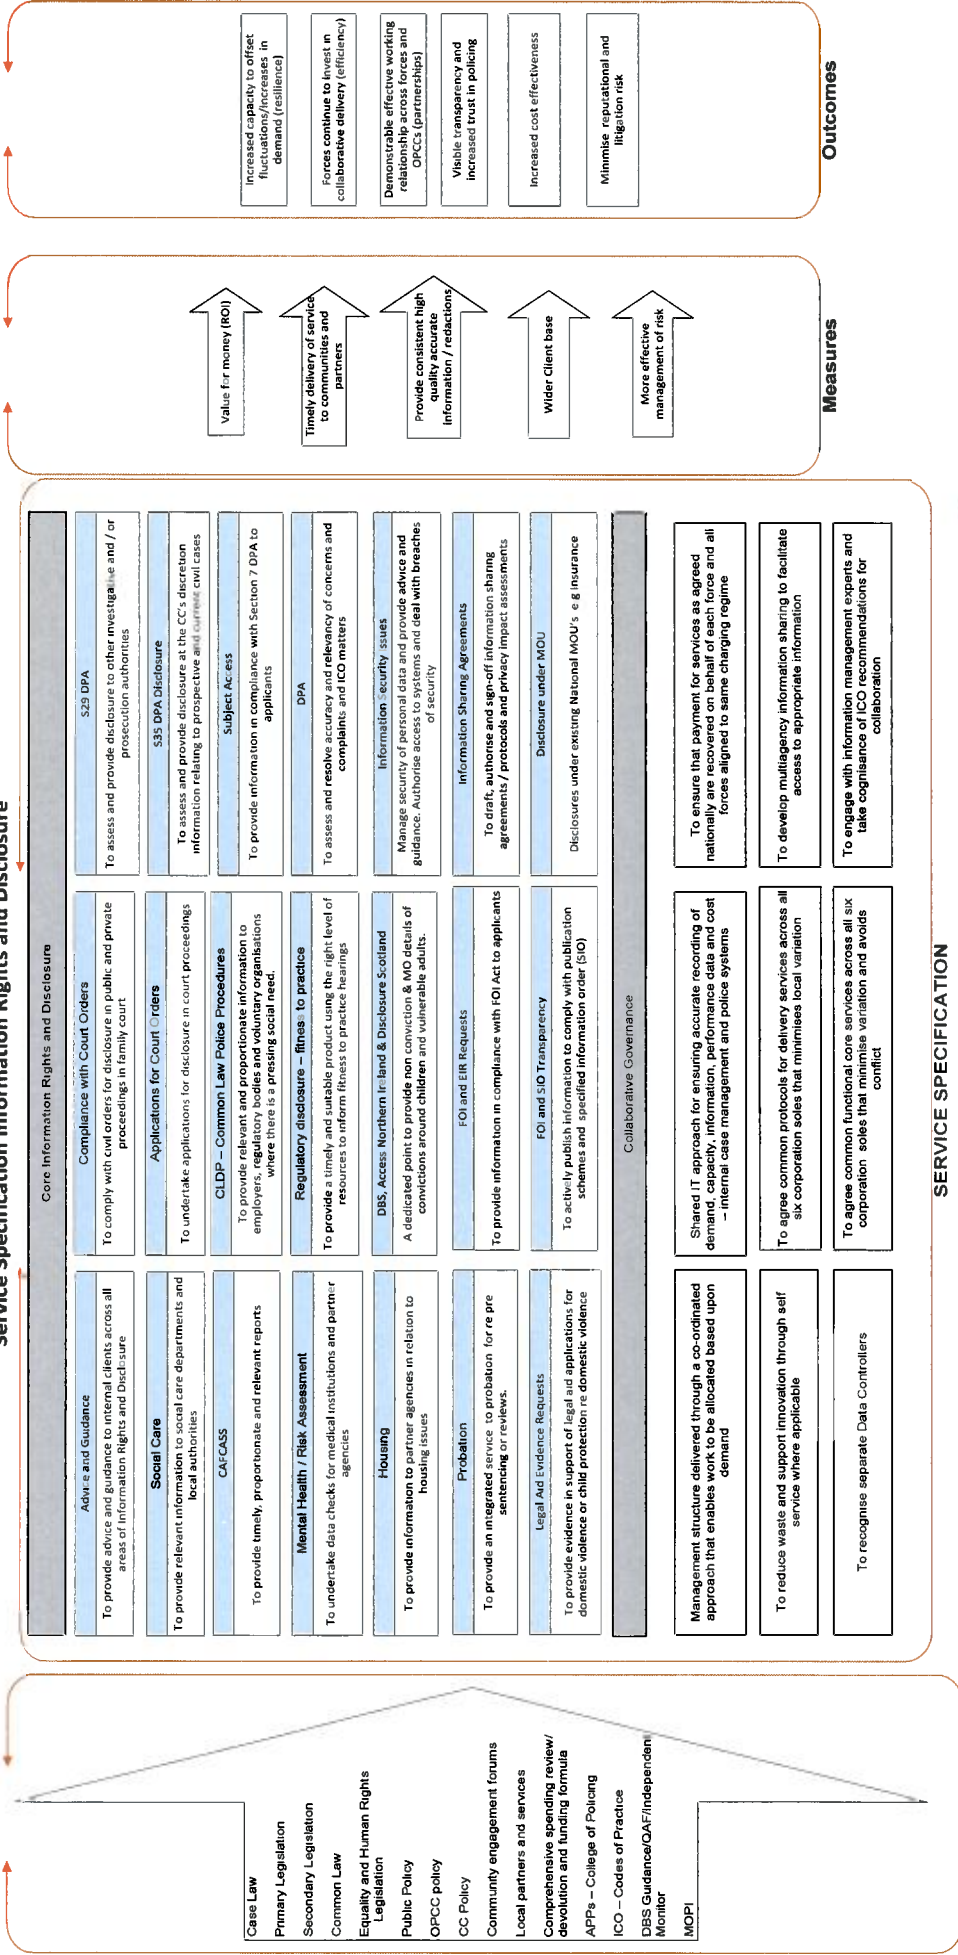 Service Specification Information Rights and Disclosure
Case Law
Primary Legislation
Secondary Legislation
Common Law
Equality and Human Rights
Legislation
Public Policy
OPCC policy
CC Policy
Community engagement forums
Local partners and services
Comprehensive spending review/
devolution and funding formula
APPs – College of Policing
ICO – Codes of Practice
DBS Guidance/QAF/Independent
Monitor
MOPI
Core Information Rights and Disclosure
Advice and Guidance
To provide advice and guidance to internal clients across all
areas of Information Rights and Disclosure
Social Care
To provide relevant information to social care departments and
local authorities
CAFCASS
To provide timely, proportionate and relevant reports
Mental Health / Risk Assessment
To undertake data checks for medical institutions and partner
agencies
Housing
To provide information to partner agencies in relation to
housing issues
Probation
To provide an integrated service to probation for re pre
sentencing or reviews.
Legal Aid Evidence Requests
To provide evidence in support of legal aid applications for
domestic violence or child protection re domestic violence
Compliance with Court Orders
To comply with civil orders for disclosure in public and private
proceedings in family court
Applications for Court Orders
To undertake applications for disclosure in court proceedings
CLDP – Common Law Police Procedures
To provide relevant and proportionate information to
employers, regulatory bodies and voluntary organisations
where there is a pressing social need.
Regulatory disclosure – fitness to practice
To provide a timely and suitable product using the right level of
resources to inform fitness to practice hearings
DBS, Access Northern Ireland & Disclosure Scotland
A dedicated point to provide non conviction & MO details of
convictions around children and vulnerable adults.
FOI and EIR Requests
To provide information in compliance with FOI Act to applicants
FOI and SIO Transparency
To actively publish information to comply with publication
schemes and specified information order (SIO)
S29 DPA
To assess and provide disclosure to other investigative and / or
prosecution authorities
S35 DPA Disclosure
To assess and provide disclosure at the CC's discretion
information relating to prospective and current civil cases
Subject Access
To provide information in compliance with Section 7 DPA to
applicants
DPA
To assess and resolve accuracy and relevancy of concerns and
complaints and ICO matters
Information Security issues
Manage security of personal data and provide advice and
guidance. Authorise access to systems and deal with breaches
of security
Information Sharing Agreements
To draft, authorise and sign-off information sharing
agreements / protocols and privacy impact assessments
Disclosure under MOU
Disclosures under existing National MOU's e g Insurance
Collaborative Governance
Management structure delivered through a co-ordinated
approach that enables work to be allocated based upon
demand
To reduce waste and support innovation through self
service where applicable
To recognise separate Data Controllers
Shared IT approach for ensuring accurate recording of
demand, capacity, information, performance data and cost
– internal case management and police systems
To agree common protocols for delivery services across all
six corporation soles that minimises local variation
To agree common functional core services across all six
corporation soles that minimise variation and avoids
conflict
To ensure that payment for services as agreed
nationally are recovered on behalf of each force and all
forces aligned to same charging regime
To develop multiagency information sharing to facilitate
access to appropriate information
To engage with information management experts and
take cognisance of ICO recommendations for
collaboration
SERVICE SPECIFICATION
Value for money (ROI)
Timely delivery of service
to communities and
partners
Provide consistent high
quality accurate
information / redactions
Wider Client base
More effective
management of risk
Measures
Increased capacity to offset
fluctuations/increases in
demand (resilience)
Forces continue to invest in
collaborative delivery (efficiency)
Demonstrable effective working
relationship across forces and
OPCCs (partnerships)
Visible transparency and
increased trust in policing
Increased cost effectiveness
Minimise reputational and
litigation risk
Outcomes